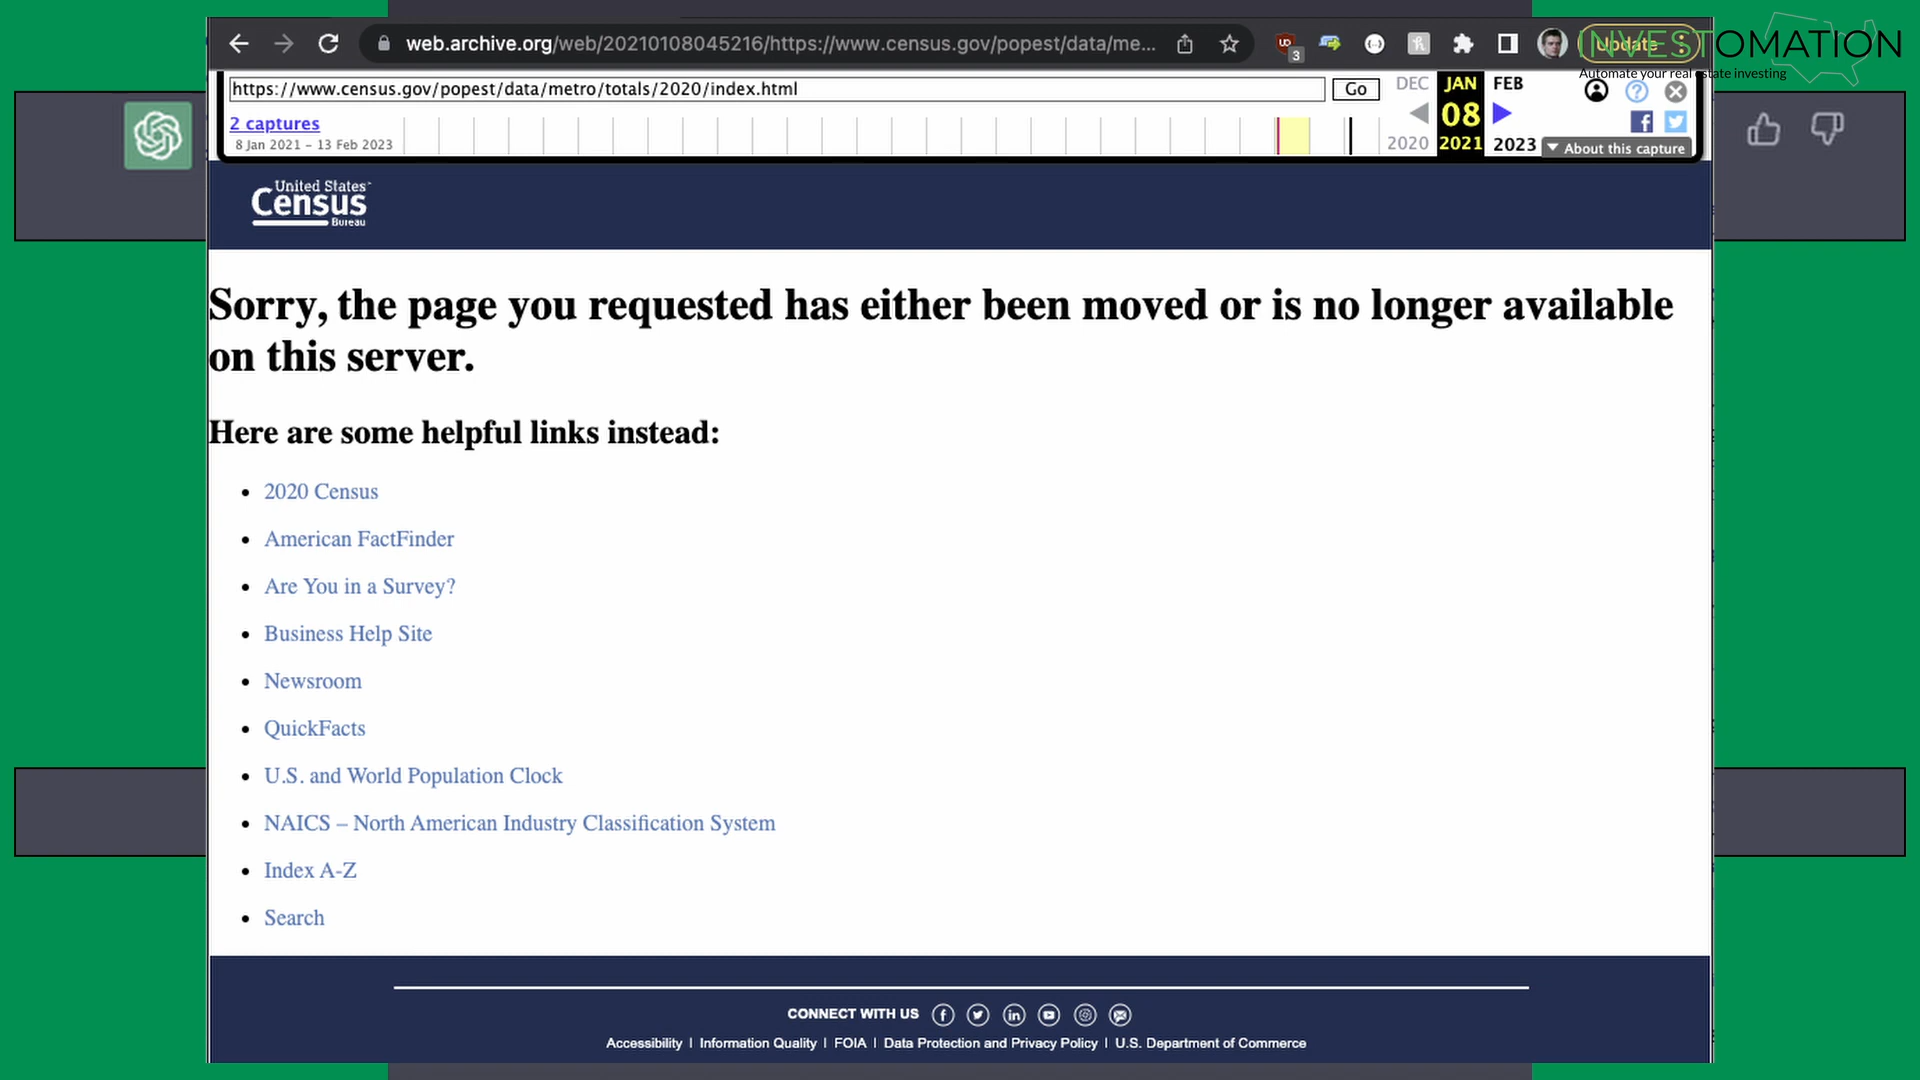 web.archive.org/web/20210108045216/https://www.census.gov/popest/data/me...
3
Update
INVESTOMATION
Automate your real estate investing
https://www.census.gov/popest/data/metro/totals/2020/index.html
Go
DEC
JAN
FEB
08
2 captures
8 Jan 2021 – 13 Feb 2023
2020
2021
2023
About this capture
United States
Census
Bureau
Sorry, the page you requested has either been moved or is no longer available
on this server.
Here are some helpful links instead:
2020 Census
American FactFinder
Are You in a Survey?
Business Help Site
Newsroom
QuickFacts
U.S. and World Population Clock
NAICS – North American Industry Classification System
Index A-Z
Search
CONNECT WITH US
Accessibility | Information Quality | FOIA | Data Protection and Privacy Policy | U.S. Department of Commerce